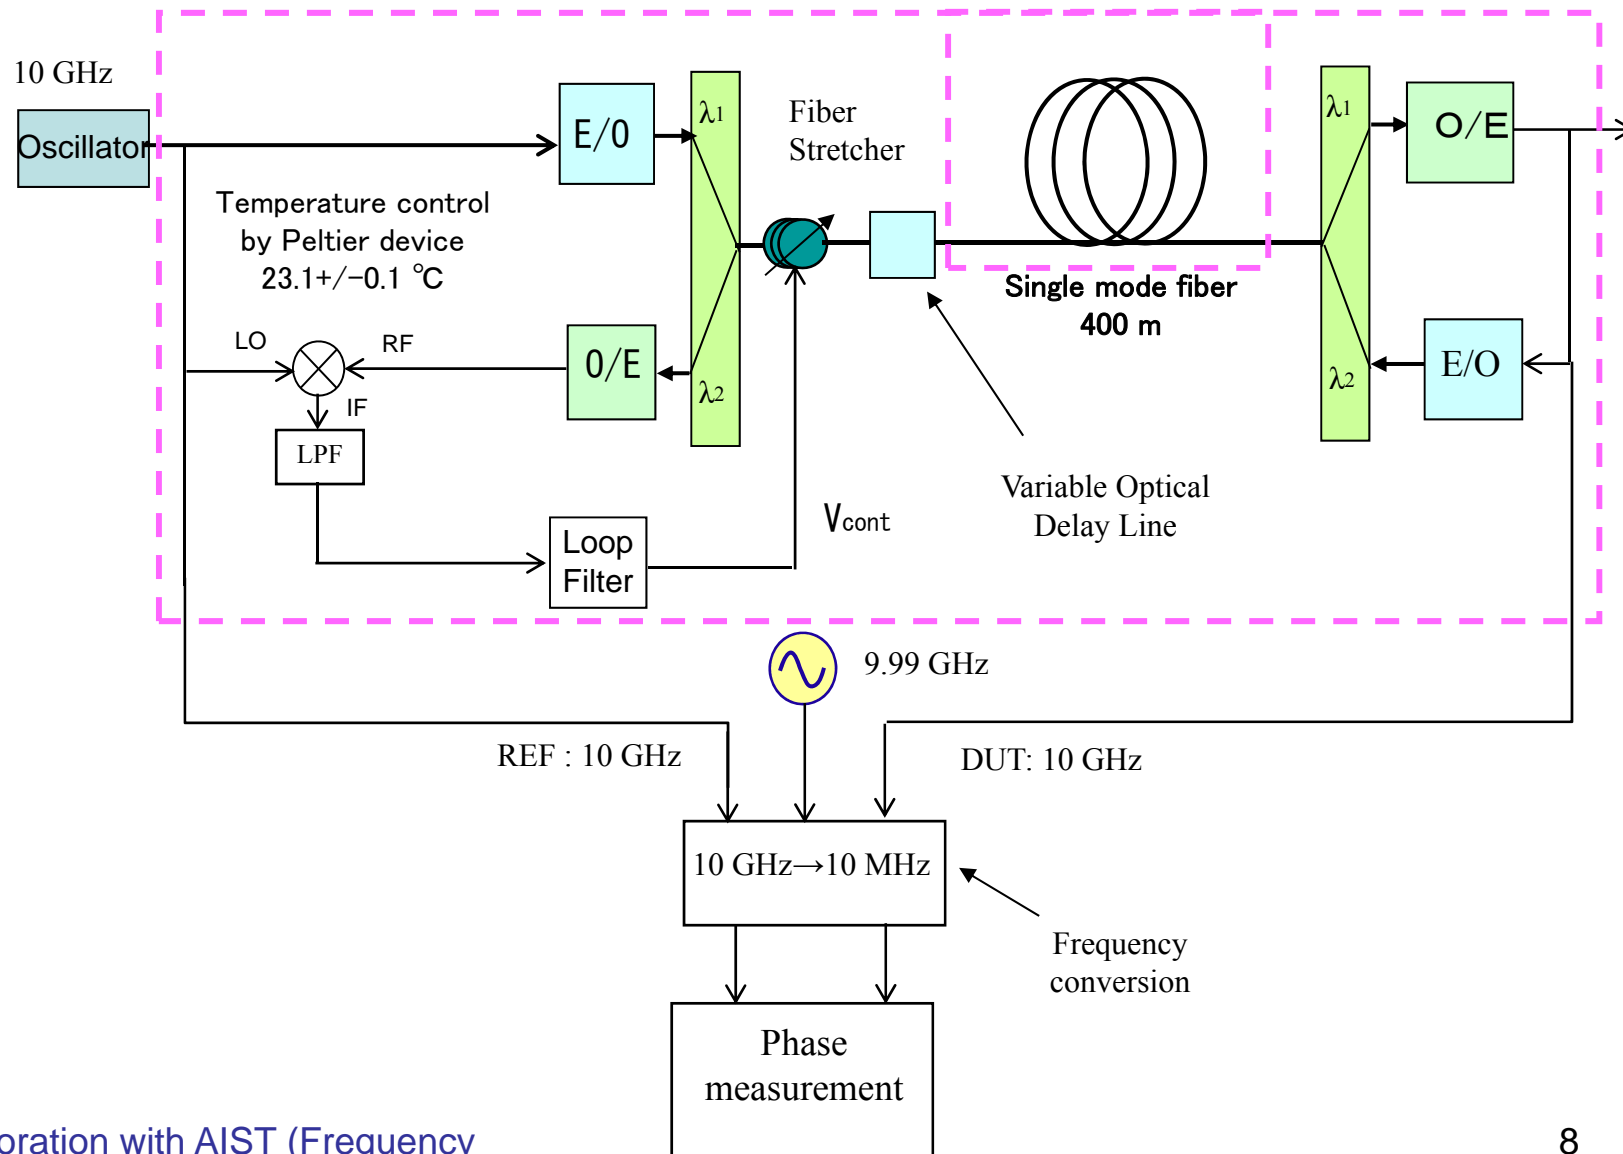 10 GHz
Oscillator
E/O
λ1
Fiber
Stretcher
λ1
O/E
Temperature control
by Peltier device
23.1+/-0.1 ℃
Single mode fiber
400 m
LO
RF
IF
O/E
λ2
λ2
E/O
LPF
Variable Optical
Delay Line
Vcont
Loop
Filter
9.99 GHz
REF : 10 GHz
DUT: 10 GHz
10 GHz→10 MHz
Frequency
conversion
Phase
measurement
oration with AIST (Frequency
8